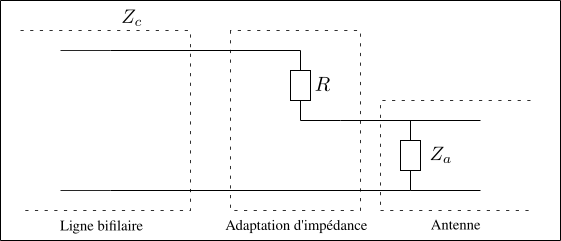 Z_c
R
Z_a
Ligne bifilaire Adaptation d'impédance Antenne